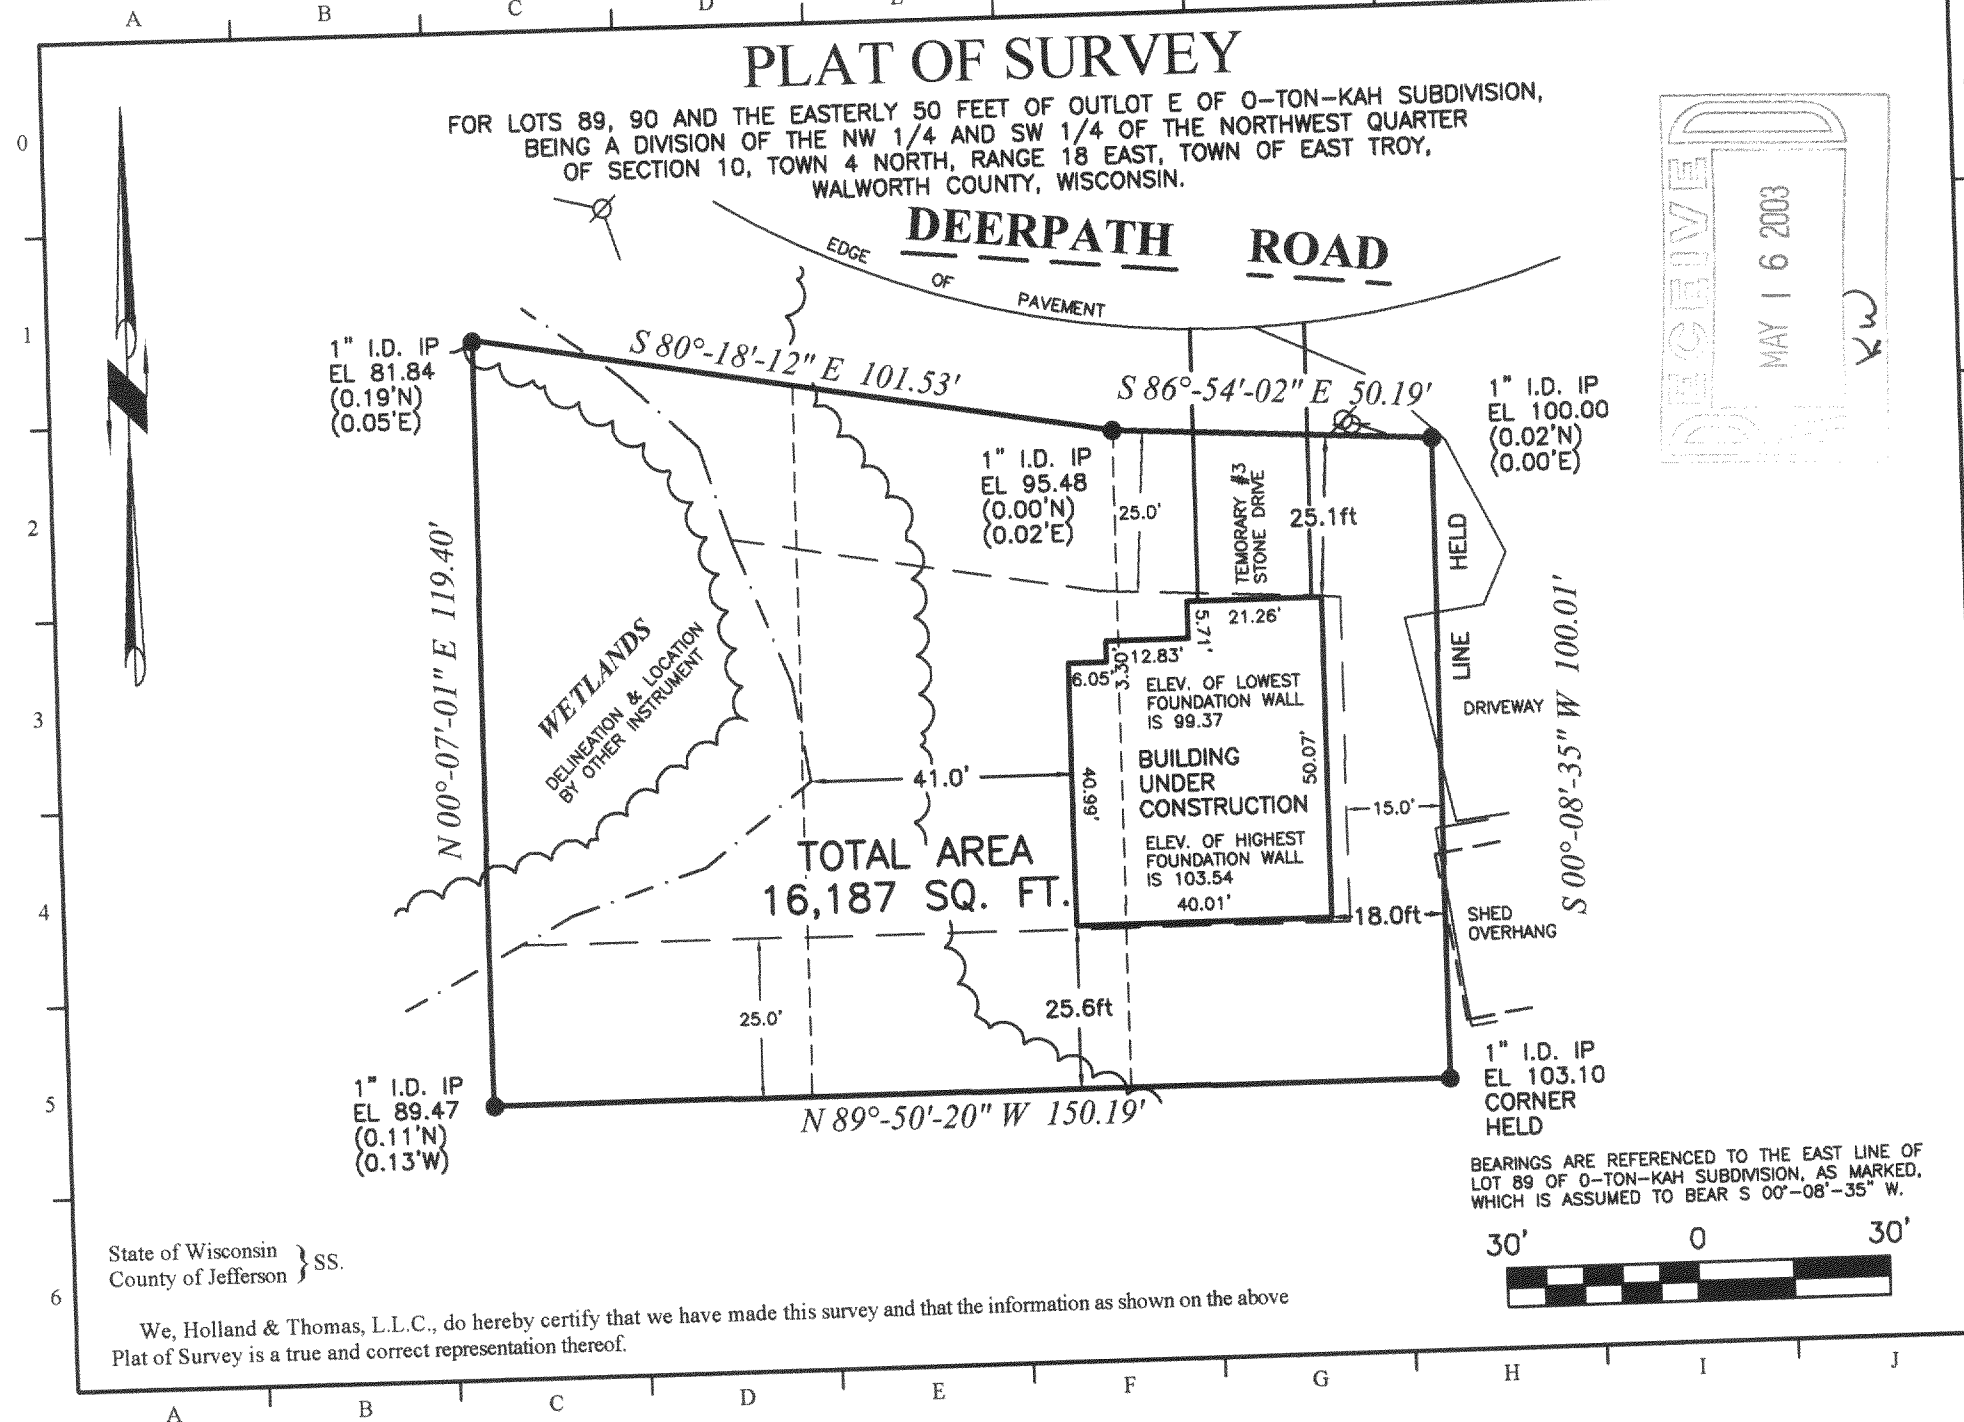 A B C D E
PLAT OF SURVEY
FOR LOTS 89, 90 AND THE EASTERLY 50 FEET OF OUTLOT E OF O-TON-KAH SUBDIVISION,
BEING A DIVISION OF THE NW 1/4 AND SW 1/4 OF THE NORTHWEST QUARTER
OF SECTION 10, TOWN 4 NORTH, RANGE 18 EAST, TOWN OF EAST TROY,
WALWORTH COUNTY, WISCONSIN.
RECEIVED
MAY 16 2003
KW
0
1
2
3
4
5
6
DEERPATH ROAD
EDGE OF PAVEMENT
1" I.D. IP
EL 81.84
(0.19'N)
(0.05'E)
S 80°-18'-12" E 101.53'
S 86°-54'-02" E 50.19'
1" I.D. IP
EL 100.00
(0.02'N)
(0.00'E)
1" I.D. IP
EL 95.48
(0.00'N)
(0.02'E)
25.0'
TEMORARY #3
STONE DRIVE
25.1ft
HELD
LINE
N 00°-07'-01" E 119.40'
S 00°-08'-35" W 100.01'
WETLANDS
DELINEATION & LOCATION
BY OTHER INSTRUMENT
21.26'
5.71'
12.83'
3.30'
6.05'
ELEV. OF LOWEST
FOUNDATION WALL
IS 99.37
DRIVEWAY
BUILDING
UNDER
CONSTRUCTION
50.07'
40.99'
41.0'
15.0'
ELEV. OF HIGHEST
FOUNDATION WALL
IS 103.54
40.01'
TOTAL AREA
16,187 SQ. FT.
18.0ft
SHED
OVERHANG
25.0'
25.6ft
1" I.D. IP
EL 89.47
(0.11'N)
(0.13'W)
N 89°-50'-20" W 150.19'
1" I.D. IP
EL 103.10
CORNER
HELD
BEARINGS ARE REFERENCED TO THE EAST LINE OF
LOT 89 OF O-TON-KAH SUBDIVISION, AS MARKED,
WHICH IS ASSUMED TO BEAR S 00°-08'-35" W.
30' 0 30'
State of Wisconsin
County of Jefferson } SS.
We, Holland & Thomas, L.L.C., do hereby certify that we have made this survey and that the information as shown on the above
Plat of Survey is a true and correct representation thereof.
A B C D E F G H I J